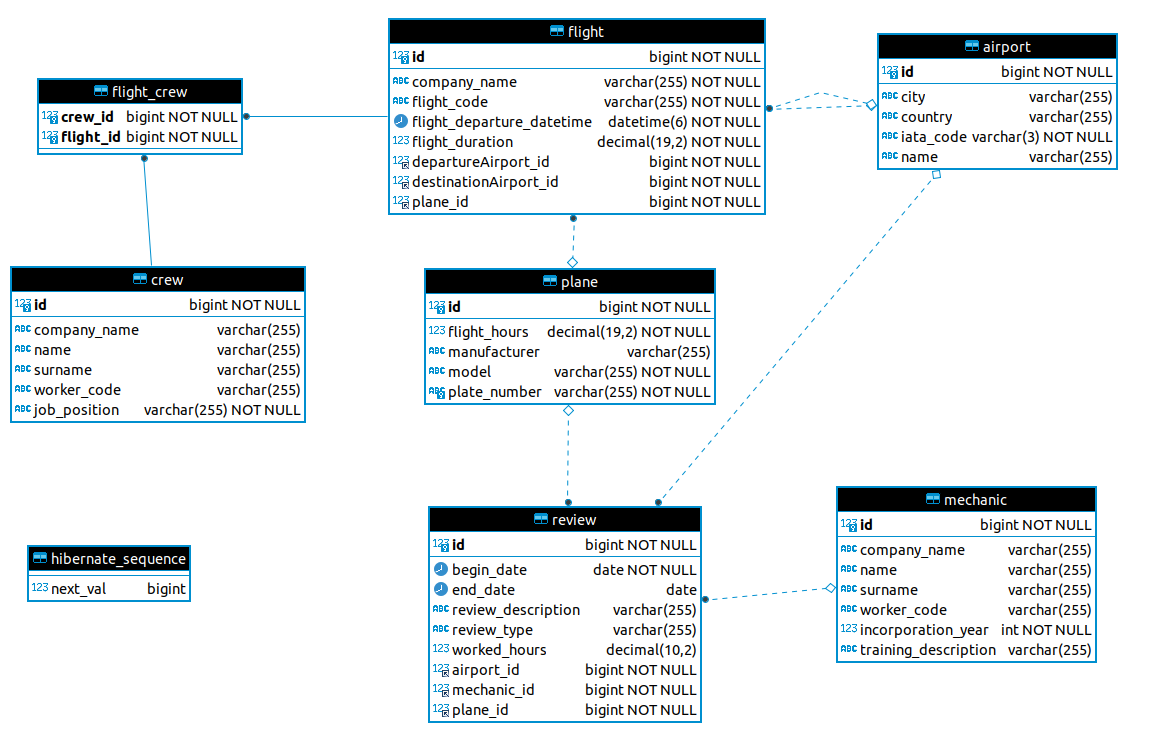 flight
id bigint NOT NULL
company_name varchar(255) NOT NULL
flight_code varchar(255) NOT NULL
flight_departure_datetime datetime(6) NOT NULL
flight_duration decimal(19,2) NOT NULL
departureAirport_id bigint NOT NULL
destinationAirport_id bigint NOT NULL
plane_id bigint NOT NULL
airport
id bigint NOT NULL
city varchar(255)
country varchar(255)
iata_code varchar(3) NOT NULL
name varchar(255)
flight_crew
crew_id bigint NOT NULL
flight_id bigint NOT NULL
crew
id bigint NOT NULL
company_name varchar(255)
name varchar(255)
surname varchar(255)
worker_code varchar(255)
job_position varchar(255) NOT NULL
plane
id bigint NOT NULL
flight_hours decimal(19,2) NOT NULL
manufacturer varchar(255)
model varchar(255) NOT NULL
plate_number varchar(255) NOT NULL
review
id bigint NOT NULL
begin_date date NOT NULL
end_date date
review_description varchar(255)
review_type varchar(255)
worked_hours decimal(10,2)
airport_id bigint NOT NULL
mechanic_id bigint NOT NULL
plane_id bigint NOT NULL
mechanic
id bigint NOT NULL
company_name varchar(255)
name varchar(255)
surname varchar(255)
worker_code varchar(255)
incorporation_year int NOT NULL
training_description varchar(255)
hibernate_sequence
next_val bigint